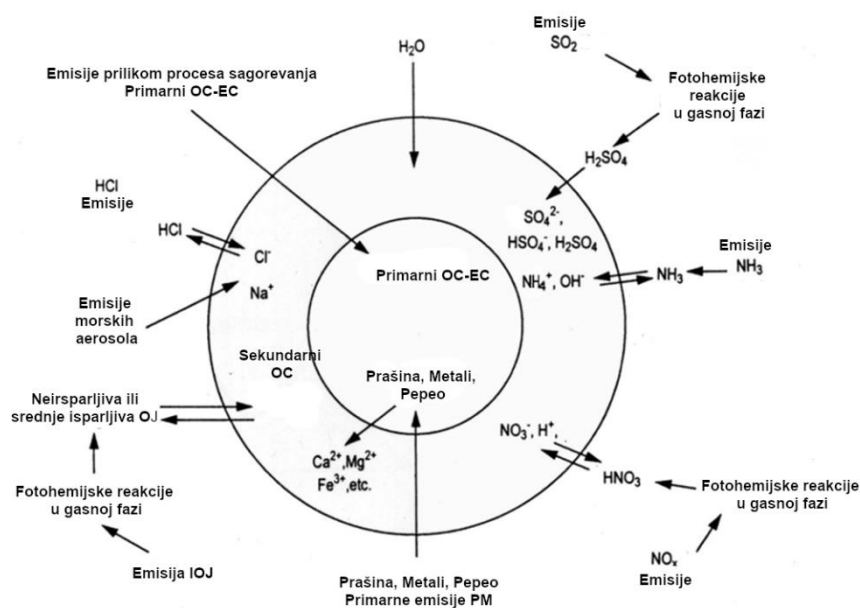 Emisije
SO₂
H₂O
Emisije prilikom procesa sagorevanja
Primarni OC-EC
Fotohemijske
reakcije
u gasnoj fazi
H₂SO₄
HCl
Emisije
HCl
Cl⁻
Na⁺
SO₄²⁻,
HSO₄⁻, H₂SO₄
NH₄⁺, OH⁻
NH₃
Emisije
NH₃
Primarni OC-EC
Emisije
morskih
aerosola
Sekundarni
OC
Prašina, Metali,
Pepeo
Neirsparljiva ili
srednje isparljiva OJ
Ca²⁺,Mg²⁺
Fe³⁺,etc.
NO₃⁻, H⁺,
HNO₃
Fotohemijske reakcije
u gasnoj fazi
Fotohemijske reakcije
u gasnoj fazi
Emisija IOJ
Prašina, Metali, Pepeo
Primarne emisije PM
NOₓ
Emisije